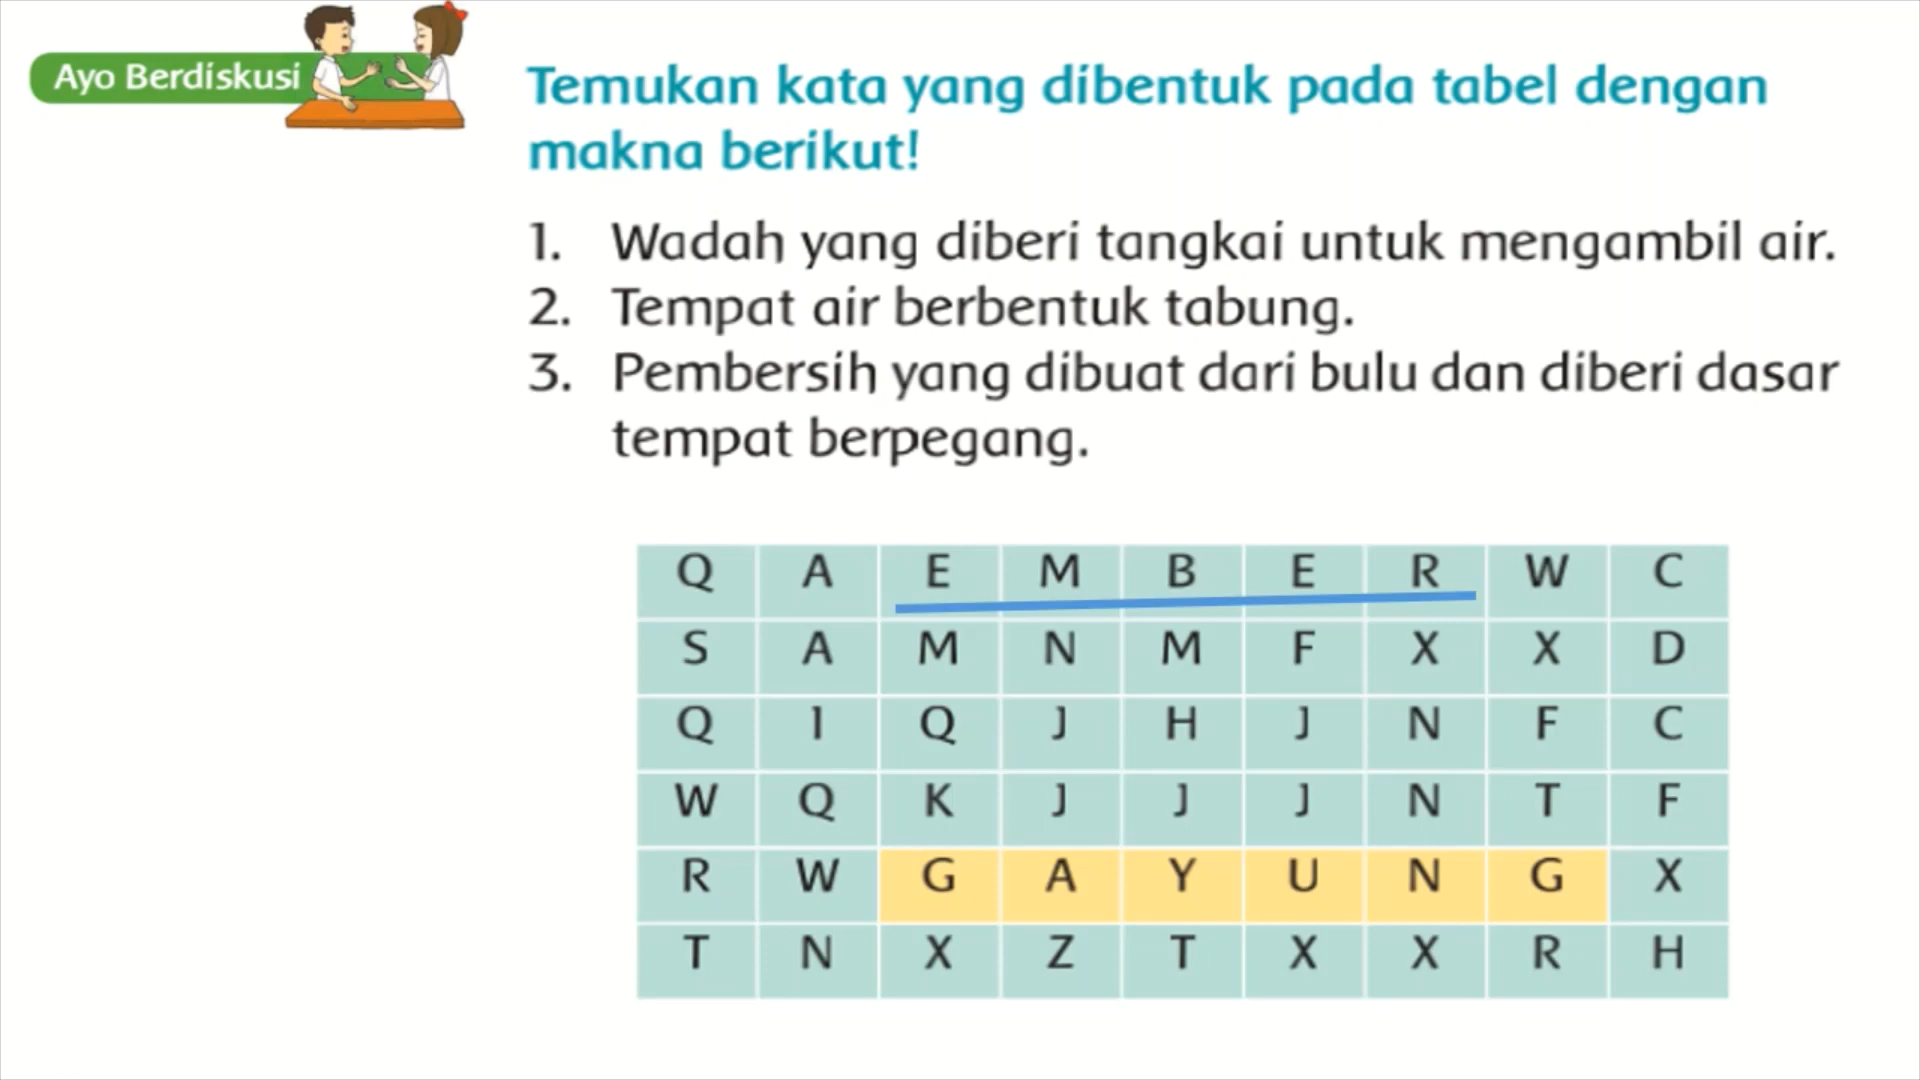 Ayo Berdiskusi
Temukan kata yang dibentuk pada tabel dengan
makna berikut!
1. Wadah yang diberi tangkai untuk mengambil air.
2. Tempat air berbentuk tabung.
3. Pembersih yang dibuat dari bulu dan diberi dasar
tempat berpegang.
Q A E M B E R W C
S A M N M F X X D
Q I Q J H J N F C
W Q K J J J N T F
R W G A Y U N G X
T N X Z T X X R H